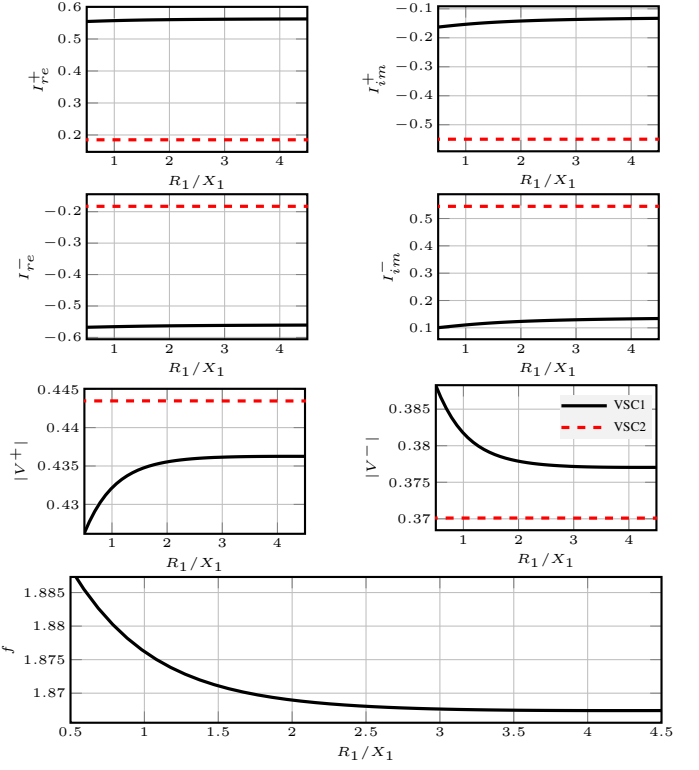 0.6
0.5
0.4
0.3
0.2
I⁺re
1 2 3 4
R₁/X₁
−0.1
−0.2
−0.3
−0.4
−0.5
I⁺im
1 2 3 4
R₁/X₁
−0.2
−0.3
−0.4
−0.5
−0.6
I⁻re
1 2 3 4
R₁/X₁
0.5
0.4
0.3
0.2
0.1
I⁻im
1 2 3 4
R₁/X₁
0.445
0.44
0.435
0.43
|V⁺|
1 2 3 4
R₁/X₁
0.385
0.38
0.375
0.37
|V⁻|
VSC1
VSC2
1 2 3 4
R₁/X₁
1.885
1.88
1.875
1.87
f
0.5 1 1.5 2 2.5 3 3.5 4 4.5
R₁/X₁